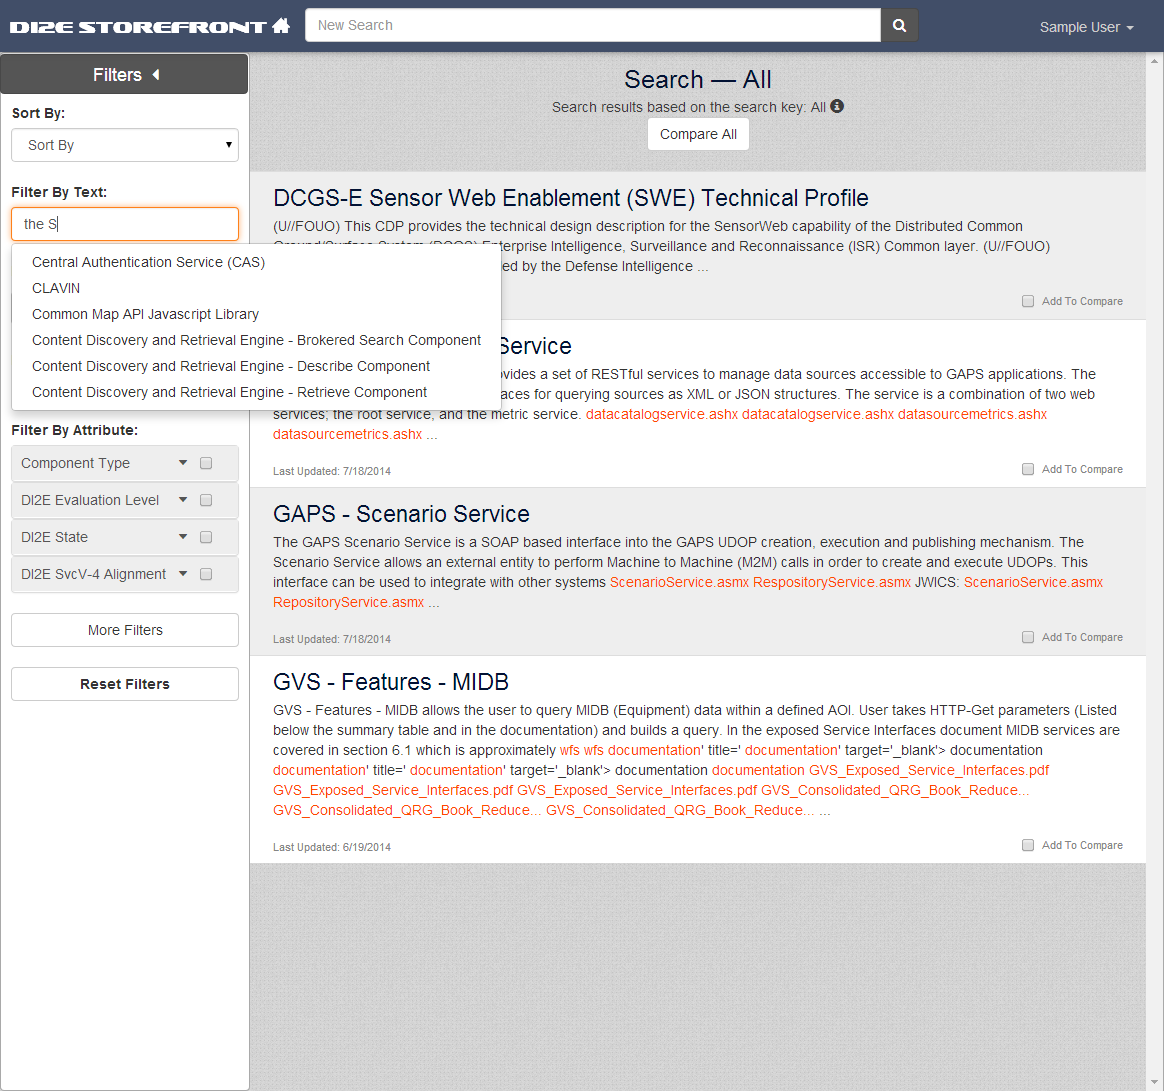 DI2E STOREFRONT
New Search
Sample User
Filters
Sort By:
Sort By
Filter By Text:
the S
Central Authentication Service (CAS)
CLAVIN
Common Map API Javascript Library
Content Discovery and Retrieval Engine - Brokered Search Component
Content Discovery and Retrieval Engine - Describe Component
Content Discovery and Retrieval Engine - Retrieve Component
Filter By Attribute:
Component Type
DI2E Evaluation Level
DI2E State
DI2E SvcV-4 Alignment
More Filters
Reset Filters
Search — All
Search results based on the search key: All
Compare All
DCGS-E Sensor Web Enablement (SWE) Technical Profile
(U//FOUO) This CDP provides the technical design description for the SensorWeb capability of the Distributed Common
Ground/Surface System (DCGS) Enterprise Intelligence, Surveillance and Reconnaissance (ISR) Common layer. (U//FOUO)
ed by the Defense Intelligence ...
Add To Compare
Service
vides a set of RESTful services to manage data sources accessible to GAPS applications. The
aces for querying sources as XML or JSON structures. The service is a combination of two web
services; the root service, and the metric service. datacatalogservice.ashx datacatalogservice.ashx datasourcemetrics.ashx
datasourcemetrics.ashx ...
Last Updated: 7/18/2014
Add To Compare
GAPS - Scenario Service
The GAPS Scenario Service is a SOAP based interface into the GAPS UDOP creation, execution and publishing mechanism. The
Scenario Service allows an external entity to perform Machine to Machine (M2M) calls in order to create and execute UDOPs. This
interface can be used to integrate with other systems ScenarioService.asmx RespositoryService.asmx JWICS: ScenarioService.asmx
RepositoryService.asmx ...
Last Updated: 7/18/2014
Add To Compare
GVS - Features - MIDB
GVS - Features - MIDB allows the user to query MIDB (Equipment) data within a defined AOI. User takes HTTP-Get parameters (Listed
below the summary table and in the documentation) and builds a query. In the exposed Service Interfaces document MIDB services are
covered in section 6.1 which is approximately wfs wfs documentation' title=' documentation' target='_blank'> documentation
documentation' title=' documentation' target='_blank'> documentation documentation GVS_Exposed_Service_Interfaces.pdf
GVS_Exposed_Service_Interfaces.pdf GVS_Exposed_Service_Interfaces.pdf GVS_Consolidated_QRG_Book_Reduce...
GVS_Consolidated_QRG_Book_Reduce... GVS_Consolidated_QRG_Book_Reduce... ...
Last Updated: 6/19/2014
Add To Compare